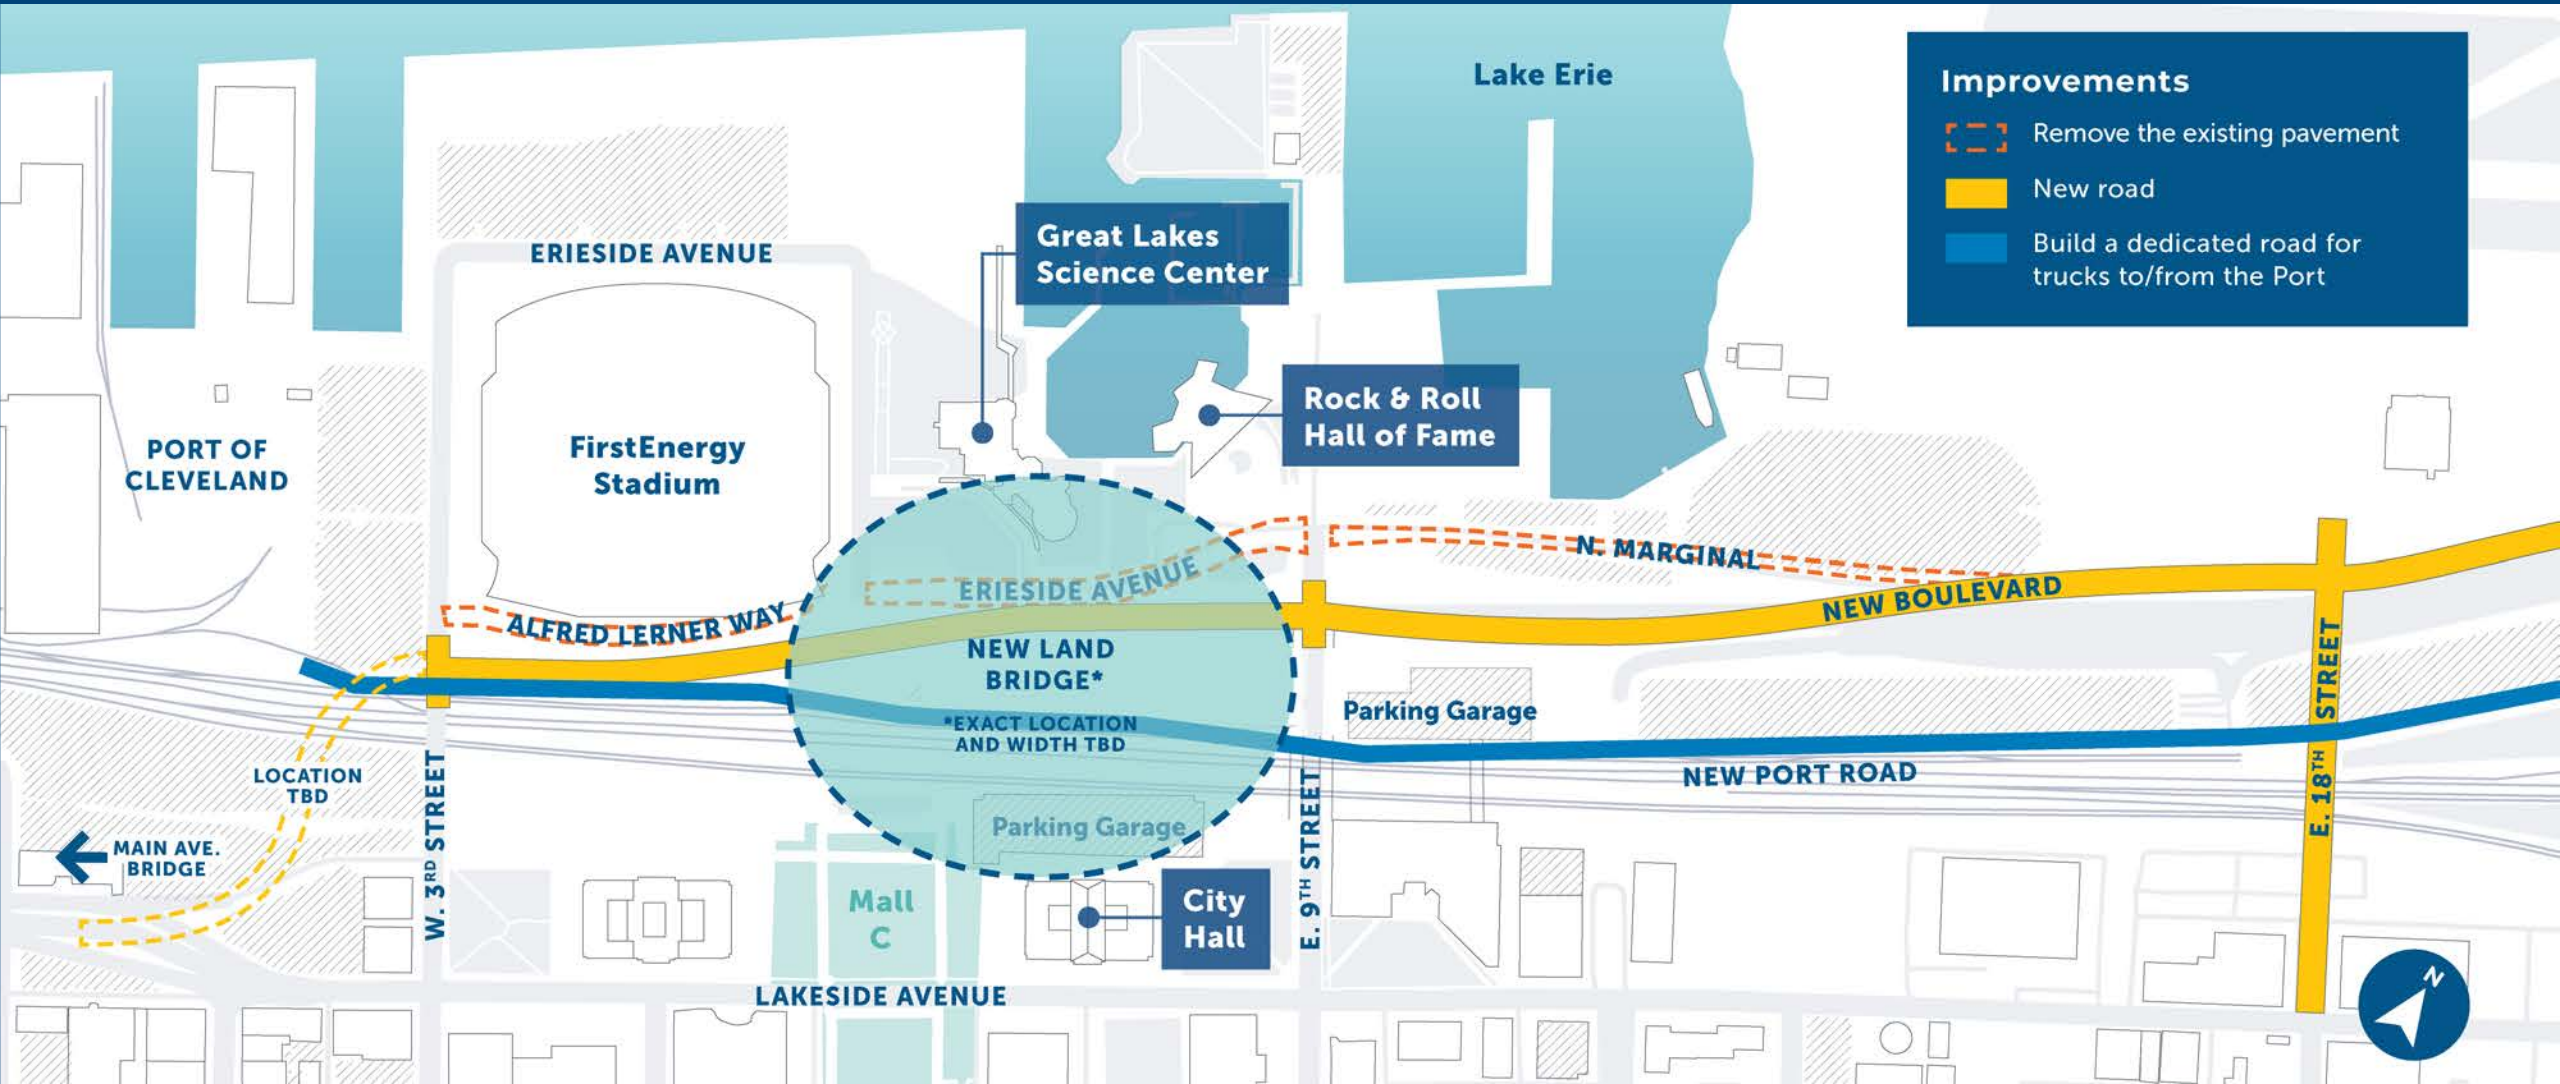 Lake Erie
Improvements
Remove the existing pavement
New road
Build a dedicated road for
trucks to/from the Port
ERIESIDE AVENUE
Great Lakes
Science Center
Rock & Roll
Hall of Fame
PORT OF
CLEVELAND
FirstEnergy
Stadium
N. MARGINAL
ERIESIDE AVENUE
NEW BOULEVARD
ALFRED LERNER WAY
NEW LAND
BRIDGE*
*EXACT LOCATION
AND WIDTH TBD
Parking Garage
E. 18TH STREET
NEW PORT ROAD
LOCATION
TBD
W. 3RD STREET
E. 9TH STREET
MAIN AVE.
BRIDGE
Parking Garage
Mall
C
City
Hall
LAKESIDE AVENUE
N